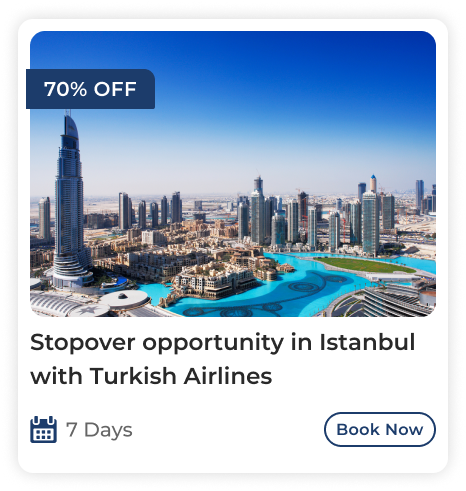 70% OFF
Stopover opportunity in Istanbul
with Turkish Airlines
7 Days
Book Now